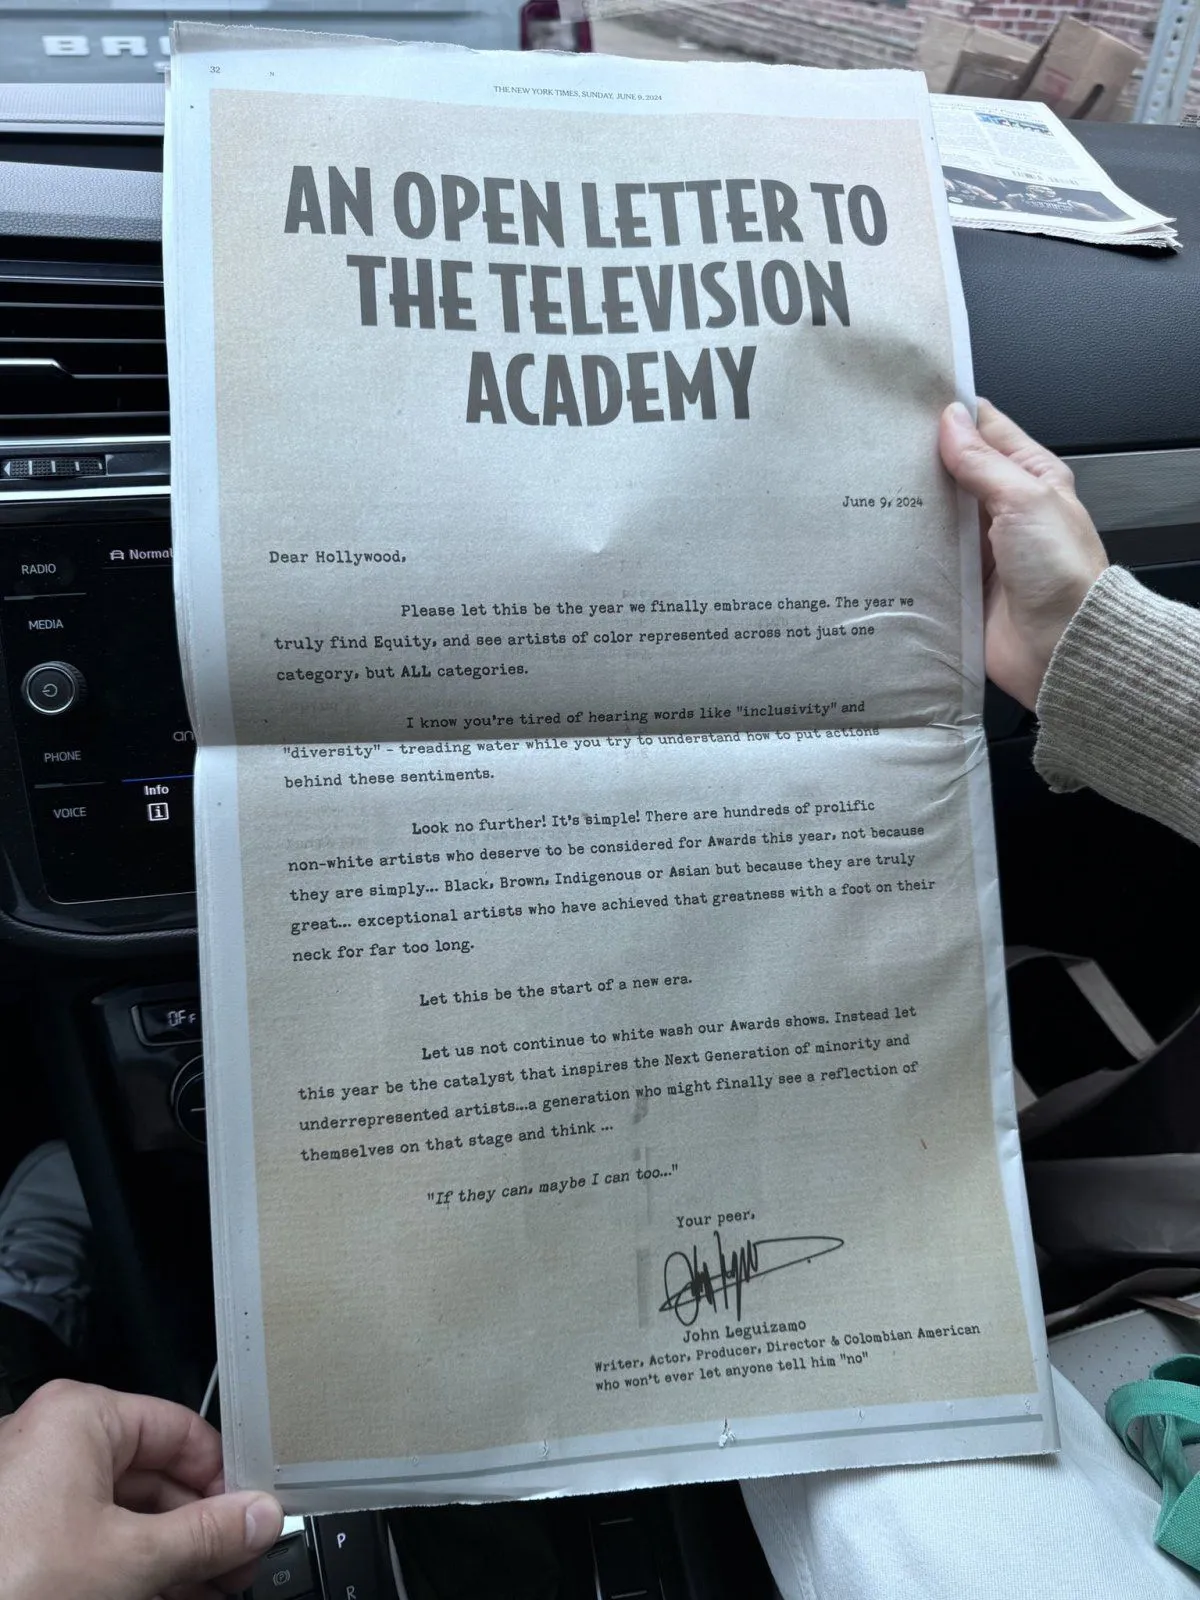 BR
32
N
THE NEW YORK TIMES, SUNDAY, JUNE 9, 2024
AN OPEN LETTER TO
THE TELEVISION
ACADEMY
June 9, 2024
Dear Hollywood,
Please let this be the year we finally embrace change. The year we
truly find Equity, and see artists of color represented across not just one
category, but ALL categories.
I know you're tired of hearing words like "inclusivity" and
"diversity" - treading water while you try to understand how to put actions
behind these sentiments.
Look no further! It's simple! There are hundreds of prolific
non-white artists who deserve to be considered for Awards this year, not because
they are simply... Black, Brown, Indigenous or Asian but because they are truly
great... exceptional artists who have achieved that greatness with a foot on their
neck for far too long.
Let this be the start of a new era.
Let us not continue to white wash our Awards shows. Instead let
this year be the catalyst that inspires the Next Generation of minority and
underrepresented artists...a generation who might finally see a reflection of
themselves on that stage and think ...
"If they can, maybe I can too..."
Your peer,
John Leguizamo
Writer, Actor, Producer, Director & Colombian American
who won't ever let anyone tell him "no"
RADIO
Normal
MEDIA
PHONE
an
VOICE
Info
i
OFF
P
R